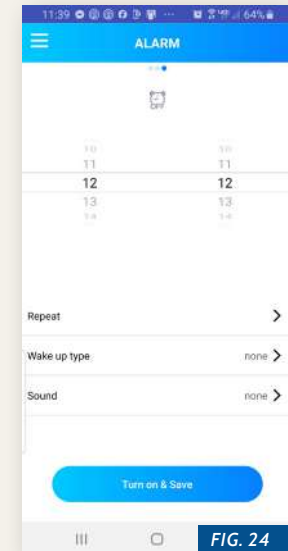 11:39 64%
ALARM
OFF
10 10
11 11
12 12
13 13
14 14
Repeat
Wake up type none
Sound none
Turn on & Save
FIG. 24